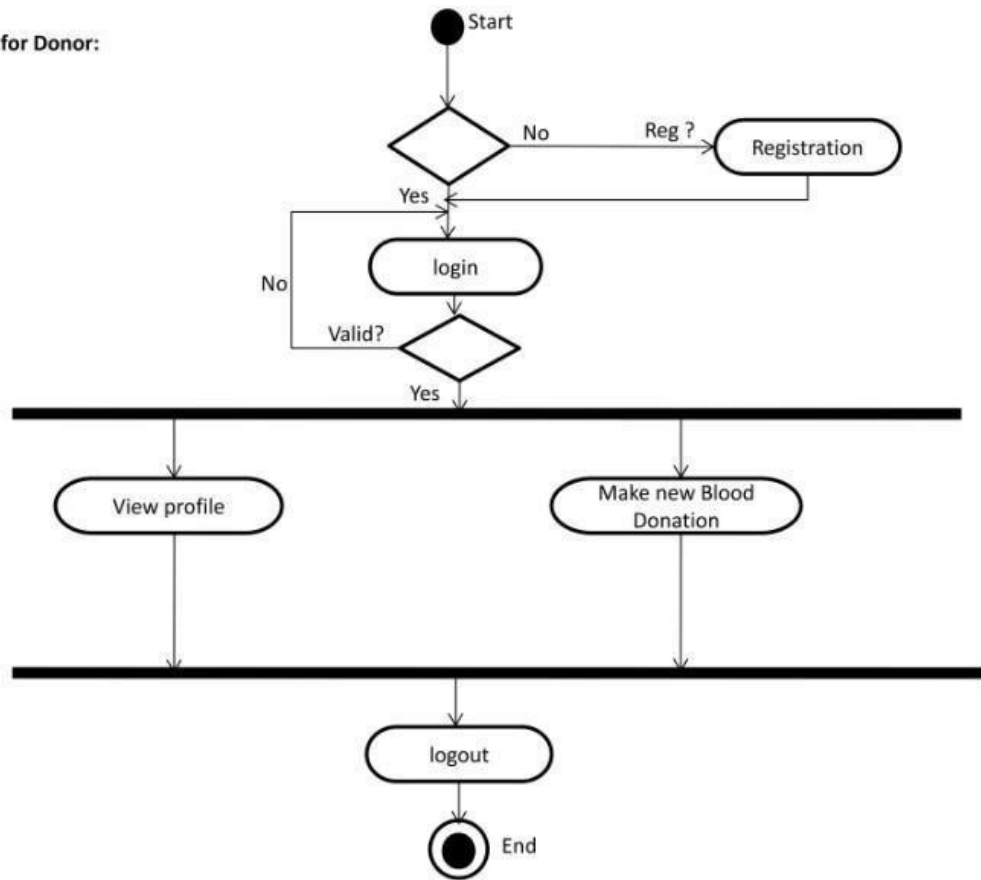 Start
for Donor:
No
Reg ?
Registration
Yes
login
No
Valid?
Yes
View profile
Make new Blood
Donation
logout
End